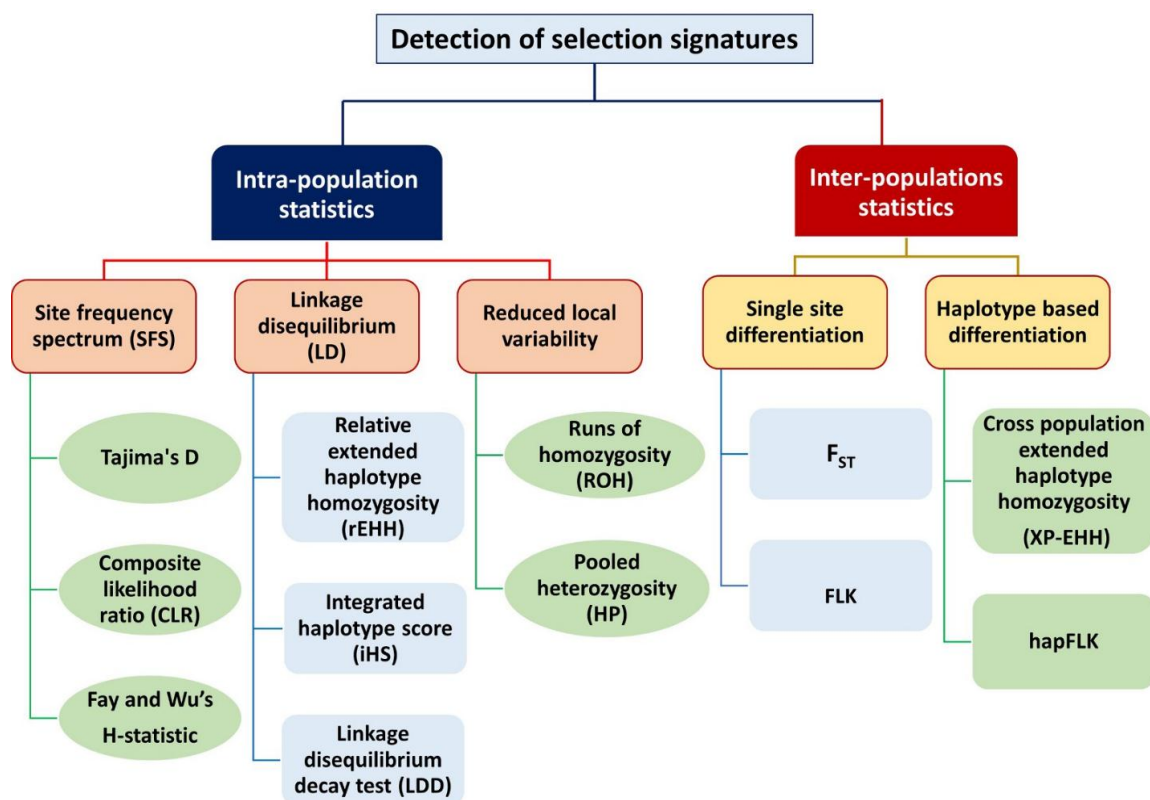 Detection of selection signatures
Intra-population
statistics
Inter-populations
statistics
Site frequency
spectrum (SFS)
Linkage
disequilibrium
(LD)
Reduced local
variability
Single site
differentiation
Haplotype based
differentiation
Tajima's D
Composite
likelihood
ratio (CLR)
Fay and Wu’s
H-statistic
Relative
extended
haplotype
homozygosity
(rEHH)
Integrated
haplotype score
(iHS)
Linkage
disequilibrium
decay test (LDD)
Runs of
homozygosity
(ROH)
Pooled
heterozygosity
(HP)
FST
FLK
Cross population
extended
haplotype
homozygosity
(XP-EHH)
hapFLK